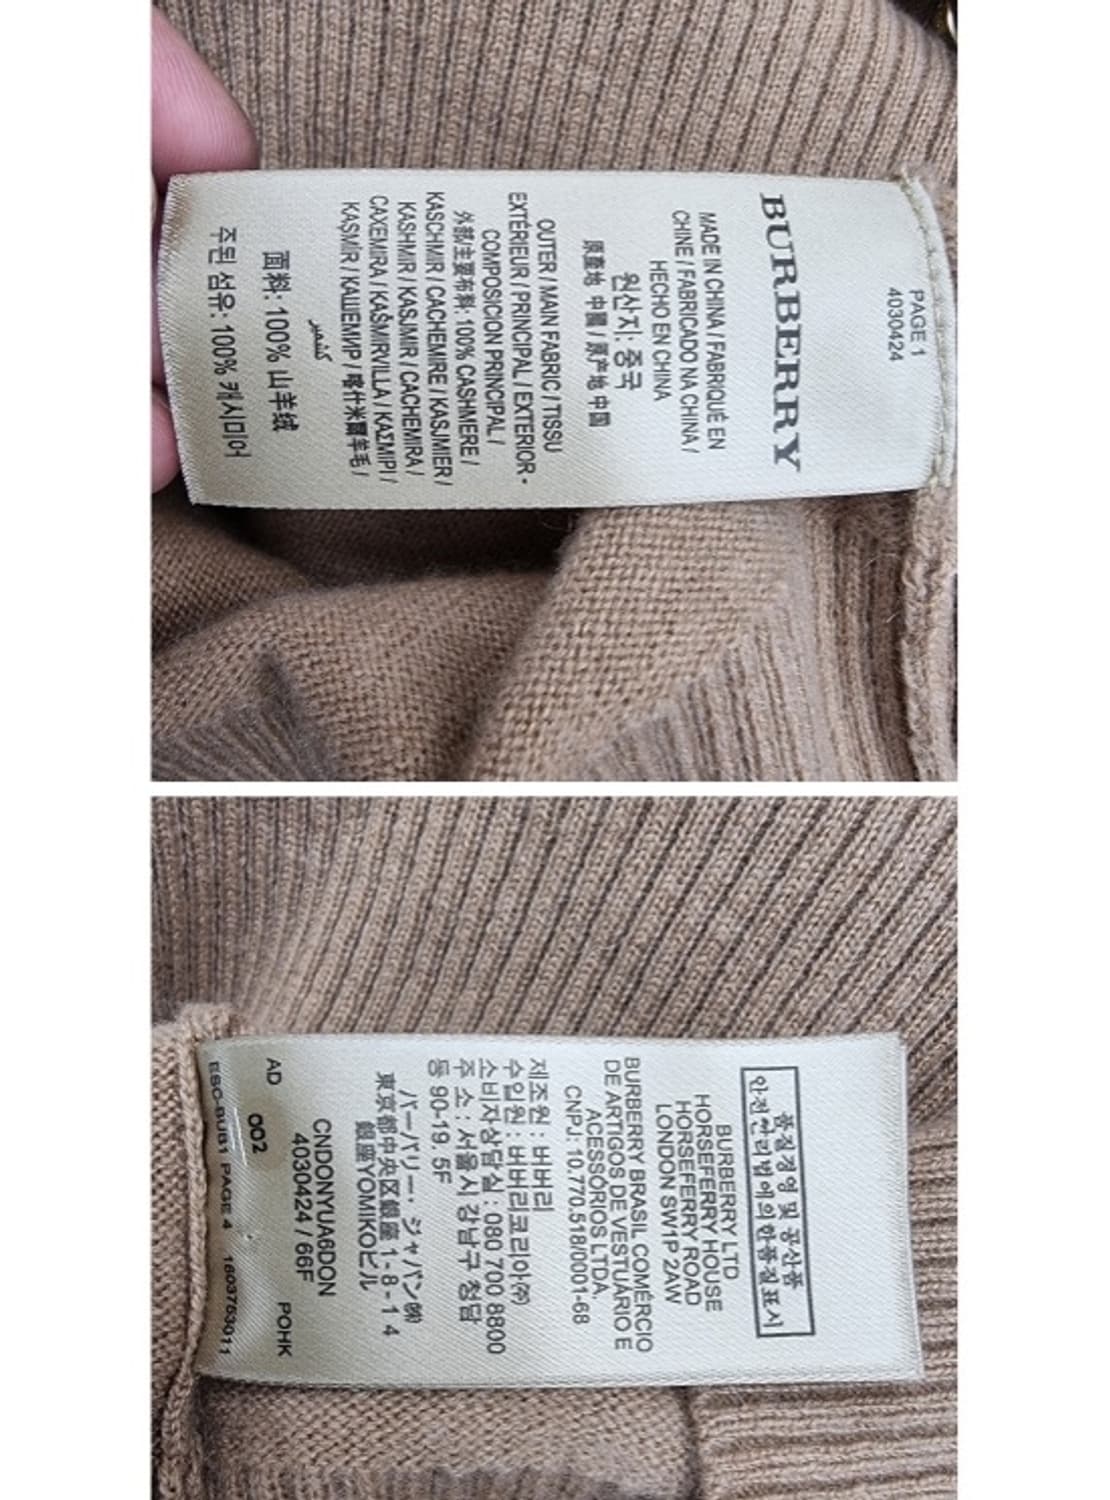 PAGE 1
4030424
BURBERRY
MADE IN CHINA / FABRIQUÉ EN
CHINE / FABRICADO NA CHINA /
HECHO EN CHINA
원산지: 중국
原產地 中國 / 原产地 中国
OUTER / MAIN FABRIC / TISSU
EXTÉRIEUR / PRINCIPAL / EXTERIOR -
COMPOSICION PRINCIPAL /
外部/主要布料: 100% CASHMERE /
KASCHMIR / CACHEMIRE / KASJMIER /
KASHMIR / KASJMIR / CACHEMIRA /
CAXEMIRA / KAŠMIRVILLA / ΚΑΣΜΙΡΙ /
KAŞMİR / КАШЕМИР / 喀什米爾羊毛 /
كشمير
面料: 100% 山羊绒
주된 섬유: 100% 캐시미어
품질경영 및 공산품
안전관리법에의한품질표시
BURBERRY LTD
HORSEFERRY HOUSE
HORSEFERRY ROAD
LONDON SW1P 2AW
BURBERRY BRASIL COMÉRCIO
DE ARTIGOS DE VESTUÁRIO E
ACESSÓRIOS LTDA.
CNPJ: 10.770.518/0001-68
제조원 : 버버리
수입원 : 버버리코리아㈜
소비자상담실 : 080 700 8800
주 소 : 서울시 강남구 청담
동 90-19. 5F
バーバリー・ジャパン㈱
東京都中央区銀座 1-8-14
銀座YOMIKOビル
CNDONYUA6DON
4030424 / 66F
AD 002 POHK
PAGE 4